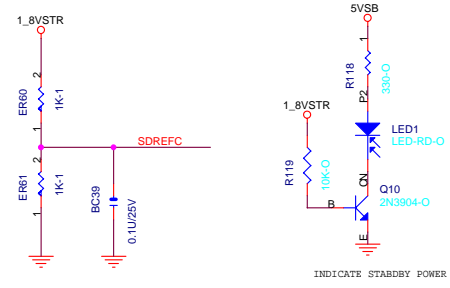 1_8VSTR
2
ER60
1K-1
1
SDREFC
2
ER61
1K-1
1
BC39
0.1U/25V
5VSB
1
R118
330-O
P2
1_8VSTR
LED1
LED-RD-O
R119
10K-O
CN
Q10
2N3904-O
B
E
INDICATE STABDBY POWER